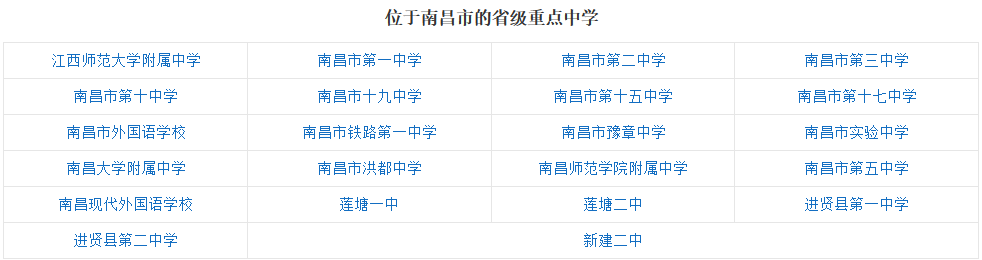 位于南昌市的省级重点中学
江西师范大学附属中学 南昌市第一中学 南昌市第二中学 南昌市第三中学
南昌市第十中学 南昌市十九中学 南昌市第十五中学 南昌市第十七中学
南昌市外国语学校 南昌市铁路第一中学 南昌市豫章中学 南昌市实验中学
南昌大学附属中学 南昌市洪都中学 南昌师范学院附属中学 南昌市第五中学
南昌现代外国语学校 莲塘一中 莲塘二中 进贤县第一中学
进贤县第二中学 新建二中